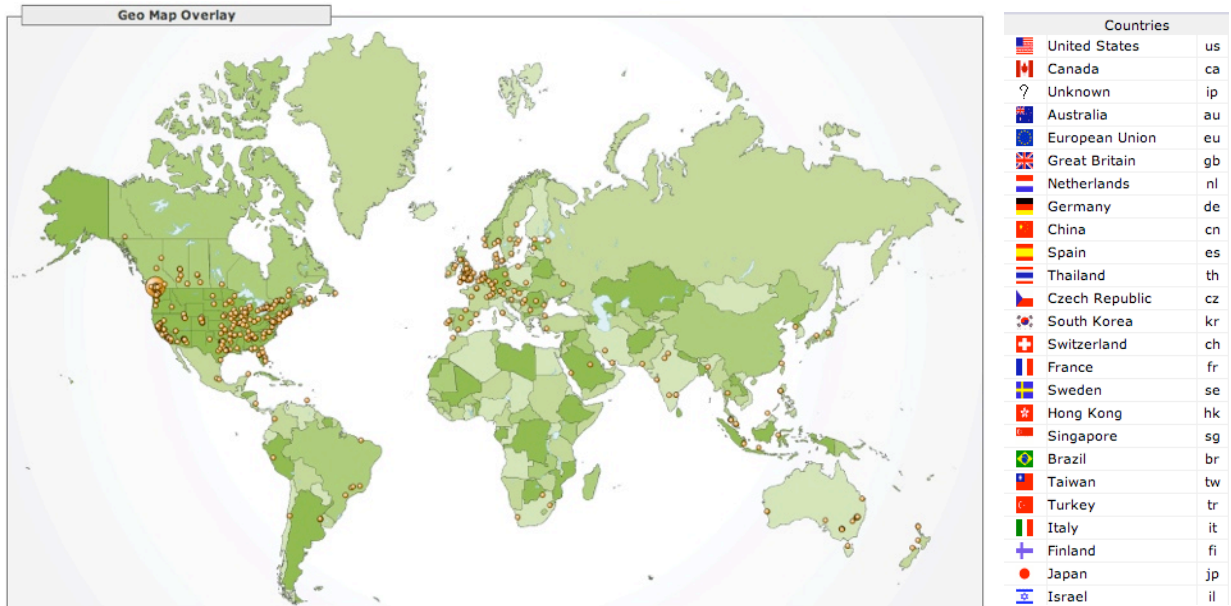 Geo Map Overlay
Countries
United States us
Canada ca
? Unknown ip
Australia au
European Union eu
Great Britain gb
Netherlands nl
Germany de
China cn
Spain es
Thailand th
Czech Republic cz
South Korea kr
Switzerland ch
France fr
Sweden se
Hong Kong hk
Singapore sg
Brazil br
Taiwan tw
Turkey tr
Italy it
Finland fi
Japan jp
Israel il